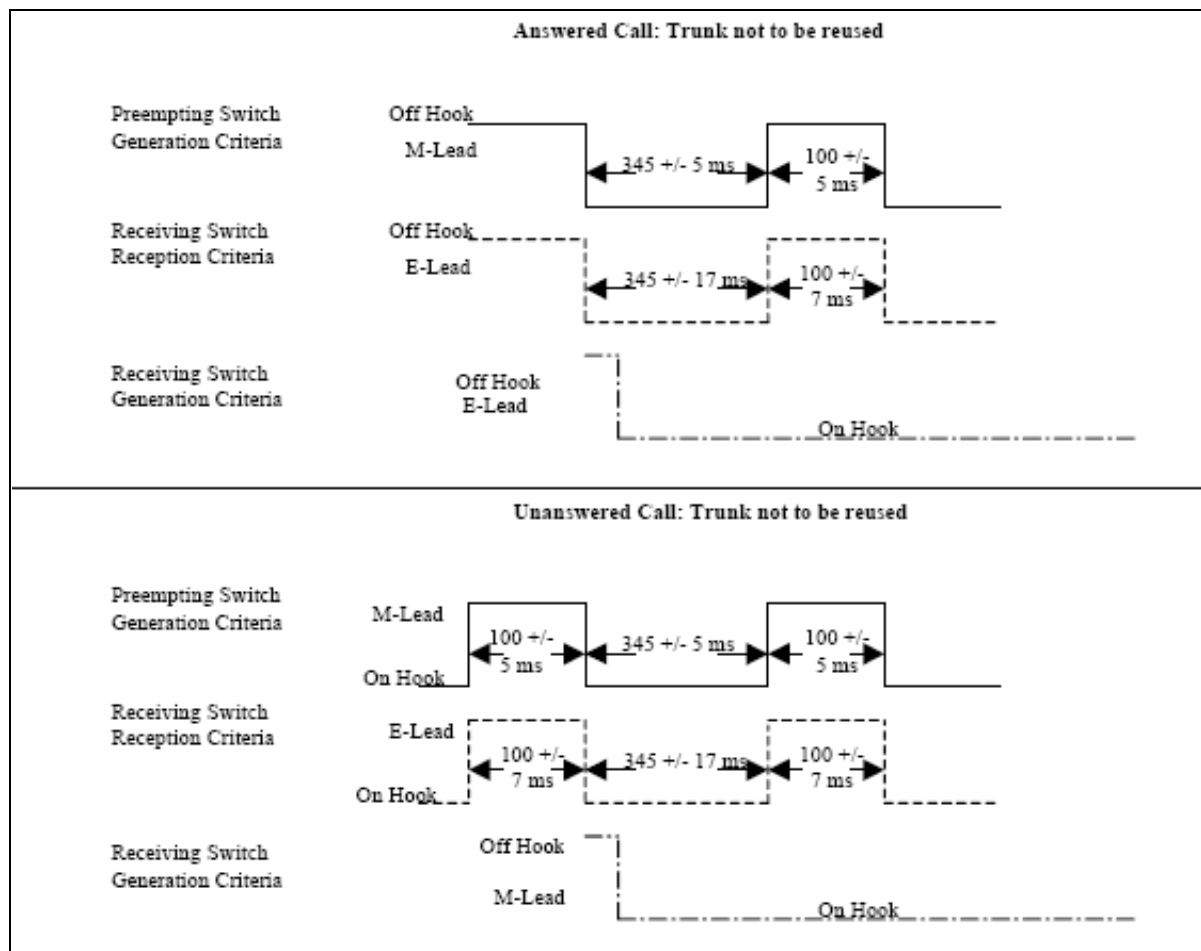 Answered Call: Trunk not to be reused
Preempting Switch
Generation Criteria
Off Hook
M-Lead
345 +/- 5 ms
100 +/-
5 ms
Receiving Switch
Reception Criteria
Off Hook
E-Lead
345 +/- 17 ms
100 +/-
7 ms
Receiving Switch
Generation Criteria
Off Hook
E-Lead
On Hook
Unanswered Call: Trunk not to be reused
Preempting Switch
Generation Criteria
M-Lead
On Hook
100 +/-
5 ms
345 +/- 5 ms
100 +/-
5 ms
Receiving Switch
Reception Criteria
E-Lead
On Hook
100 +/-
7 ms
345 +/- 17 ms
100 +/-
7 ms
Receiving Switch
Generation Criteria
Off Hook
M-Lead
On Hook